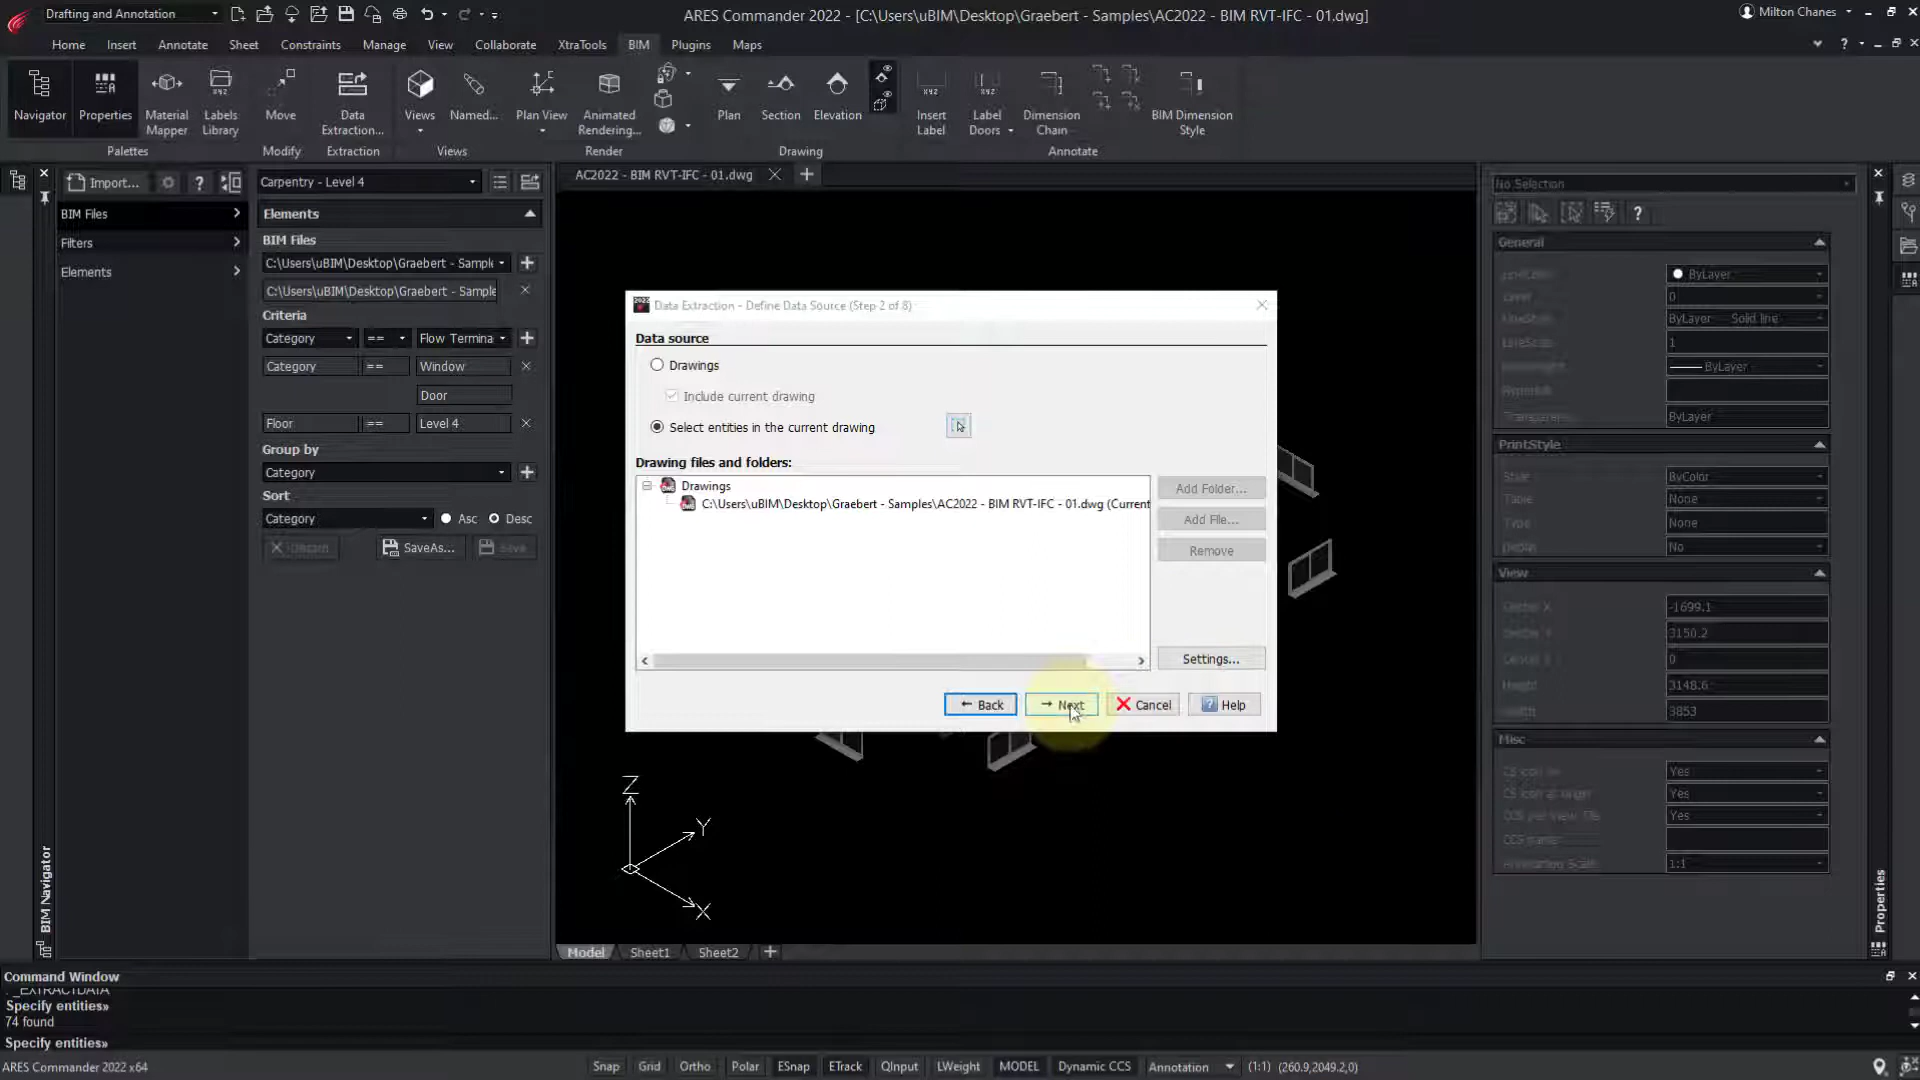 Drafting and Annotation
ARES Commander 2022 - [C:\Users\uBIM\Desktop\Graebert - Samples\AC2022 - BIM RVT-IFC - 01.dwg]
Milton Chanes
Home Insert Annotate Sheet Constraints Manage View Collaborate XtraTools BIM Plugins Maps
Navigator
Properties
Material Mapper
Labels Library
Move
Data Extraction...
Views
Named...
Plan View
Animated Rendering...
Plan
Section
Elevation
Insert Label
Label Doors
Dimension Chain
BIM Dimension Style
Palettes
Modify
Extraction
Views
Render
Drawing
Annotate
Import...
BIM Files
Filters
Elements
Carpentry - Level 4
Elements
BIM Files
C:\Users\uBIM\Desktop\Graebert - Sampl
C:\Users\uBIM\Desktop\Graebert - Sample
Criteria
Category == Flow Termina
Category == Window
Door
Floor == Level 4
Group by
Category
Sort
Category Asc Desc
Discard SaveAs... Save
AC2022 - BIM RVT-IFC - 01.dwg
2022
Data Extraction - Define Data Source (Step 2 of 8)
Data source
Drawings
Include current drawing
Select entities in the current drawing
Drawing files and folders:
Drawings
C:\Users\uBIM\Desktop\Graebert - Samples\AC2022 - BIM RVT-IFC - 01.dwg (Current
Add Folder...
Add File...
Remove
Settings...
Back Next Cancel Help
Z
Y
X
Model Sheet1 Sheet2
BIM Navigator
No Selection
General
ByLayer
0
ByLayer Solid line
1
ByLayer
ByLayer
PrintStyle
Style ByColor
Table None
Type None
No
View
-1699.1
3150.2
0
Height 3148.6
3853
Misc
Yes
Yes
Yes
Annotation Scale 1:1
Properties
Command Window
: _EXTRACTDATA
Specify entities»
74 found
Specify entities»
ARES Commander 2022 x64
Snap Grid Ortho Polar ESnap ETrack QInput LWeight MODEL Dynamic CCS Annotation (1:1) (260.9,2049.2,0)